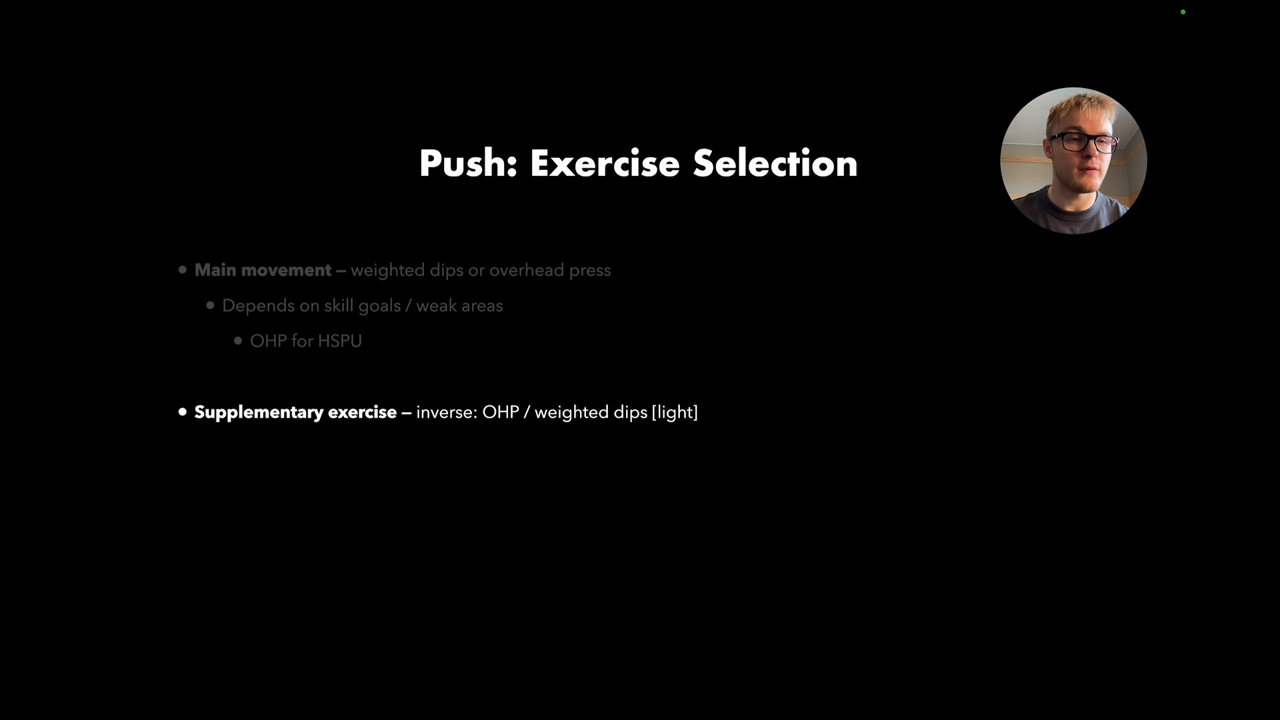 Push: Exercise Selection
• Main movement – weighted dips or overhead press
• Depends on skill goals / weak areas
• OHP for HSPU
• Supplementary exercise – inverse: OHP / weighted dips [light]